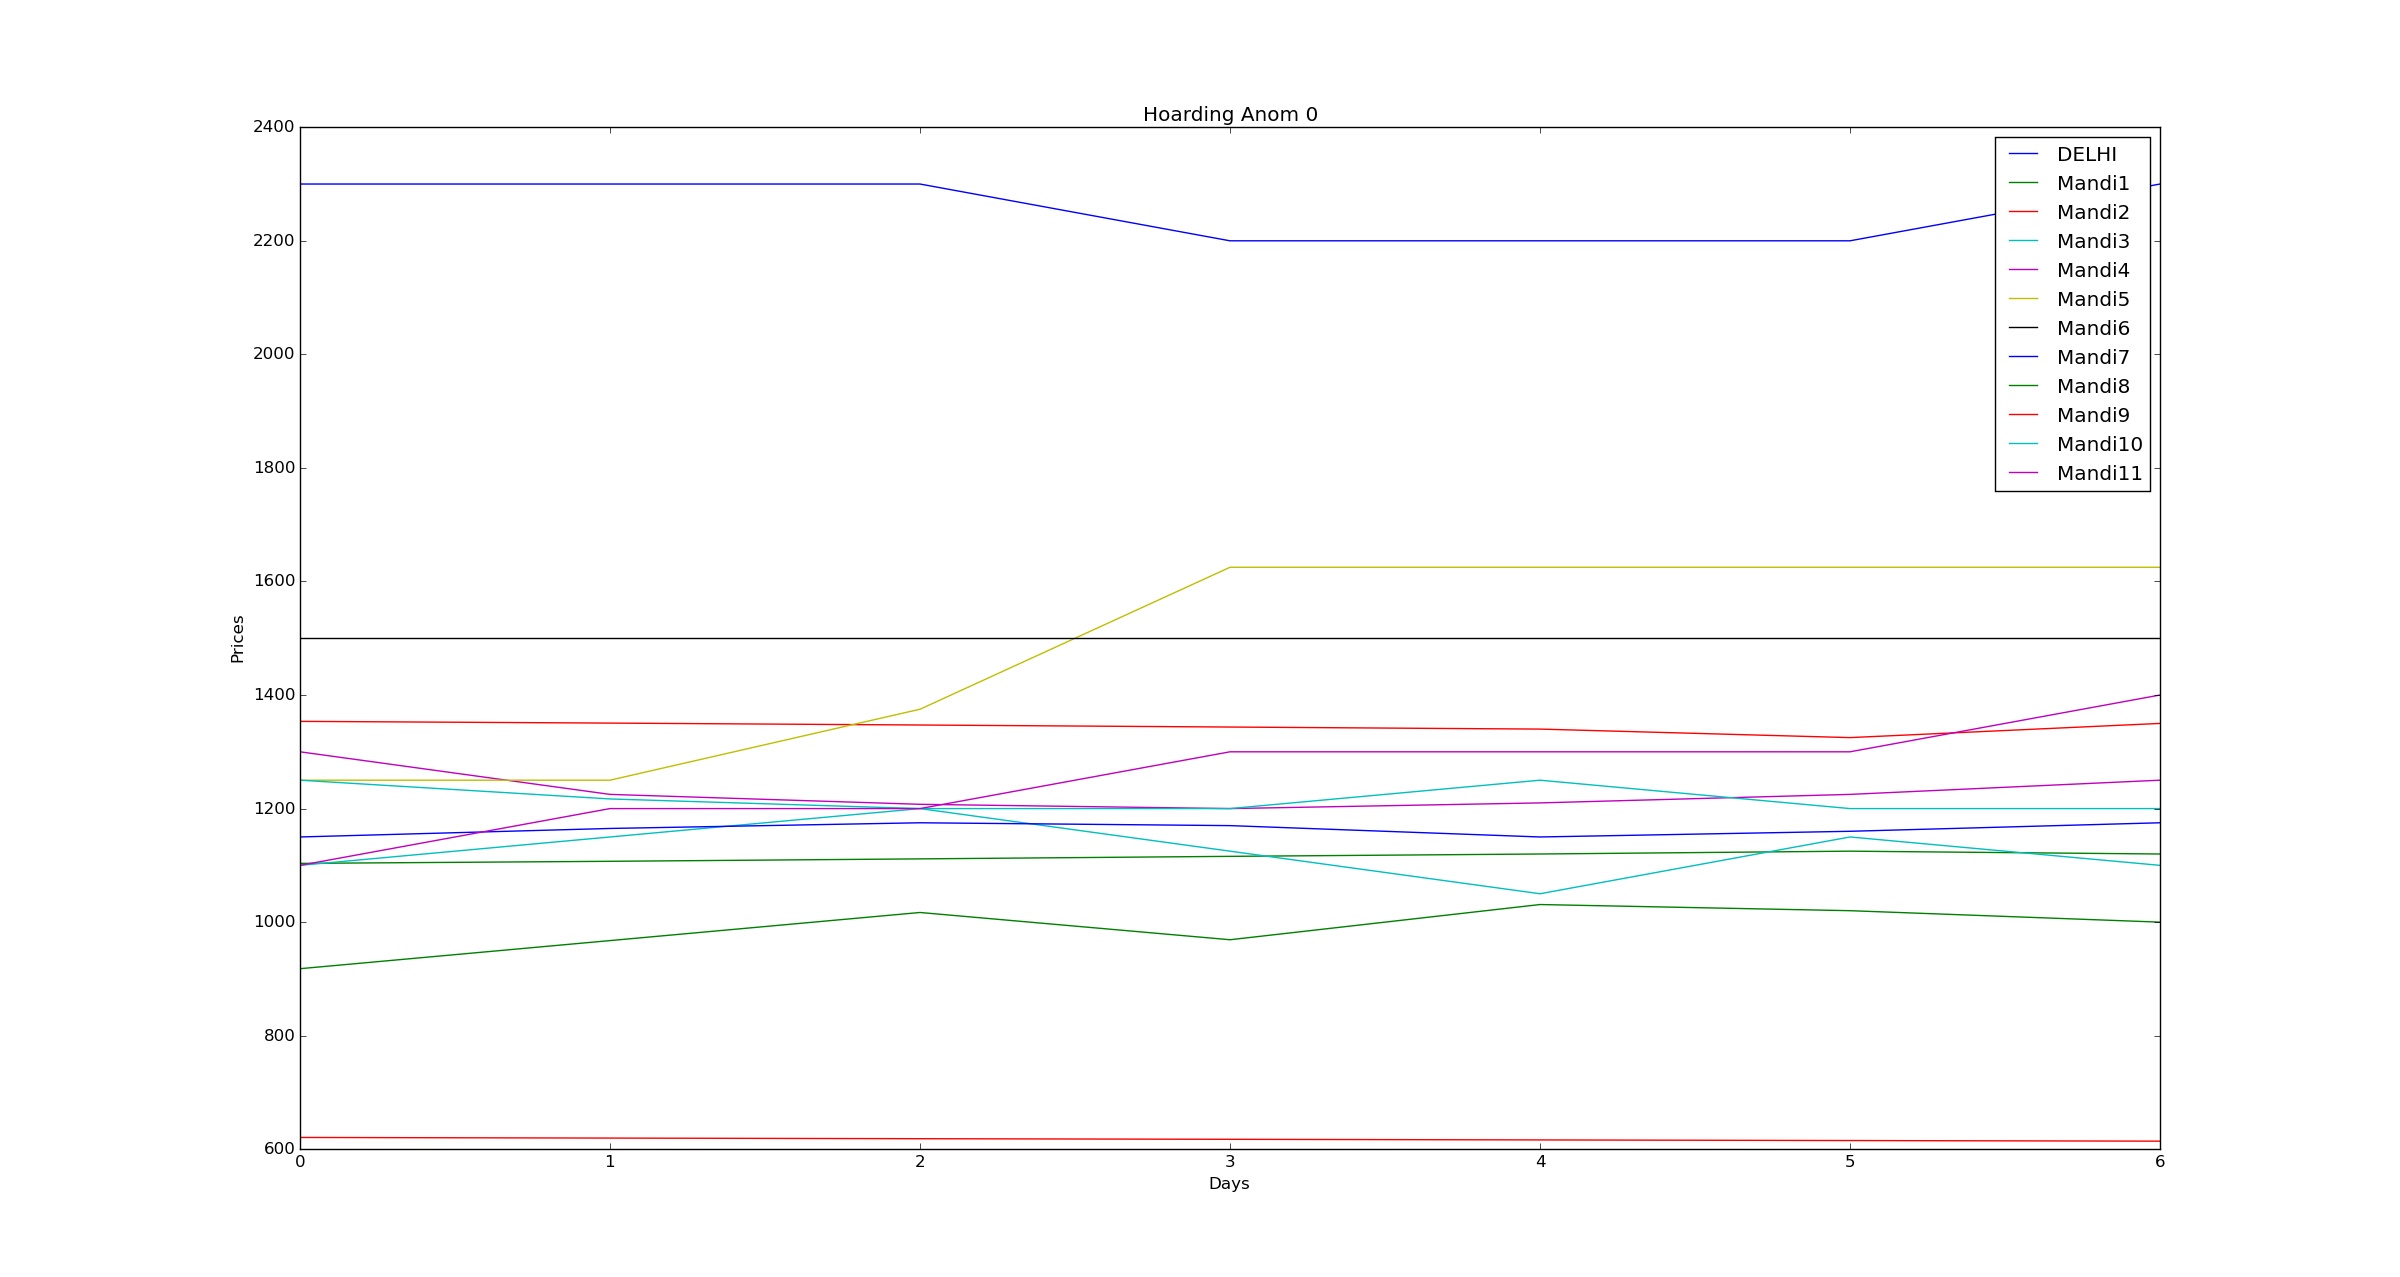 Hoarding Anom 0
2400
2200
2000
1800
1600
1400
1200
1000
800
600
Prices
0 1 2 3 4 5 6
Days
DELHI
Mandi1
Mandi2
Mandi3
Mandi4
Mandi5
Mandi6
Mandi7
Mandi8
Mandi9
Mandi10
Mandi11